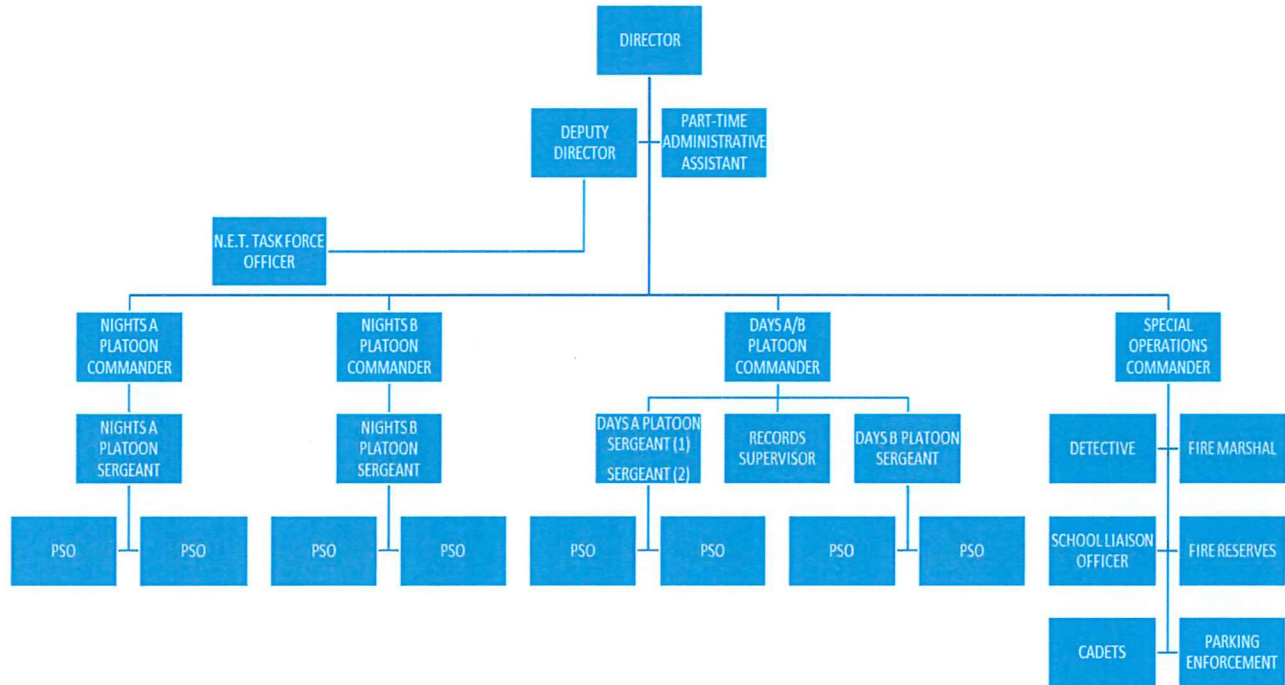 DIRECTOR
DEPUTY
DIRECTOR
PART-TIME
ADMINISTRATIVE
ASSISTANT
N.E.T. TASK FORCE
OFFICER
NIGHTS A
PLATOON
COMMANDER
NIGHTS B
PLATOON
COMMANDER
DAYS A/B
PLATOON
COMMANDER
SPECIAL
OPERATIONS
COMMANDER
NIGHTS A
PLATOON
SERGEANT
NIGHTS B
PLATOON
SERGEANT
DAYS A PLATOON
SERGEANT (1)
SERGEANT (2)
RECORDS
SUPERVISOR
DAYS B PLATOON
SERGEANT
DETECTIVE
FIRE MARSHAL
PSO
PSO
PSO
PSO
PSO
PSO
PSO
PSO
SCHOOL LIAISON
OFFICER
FIRE RESERVES
CADETS
PARKING
ENFORCEMENT